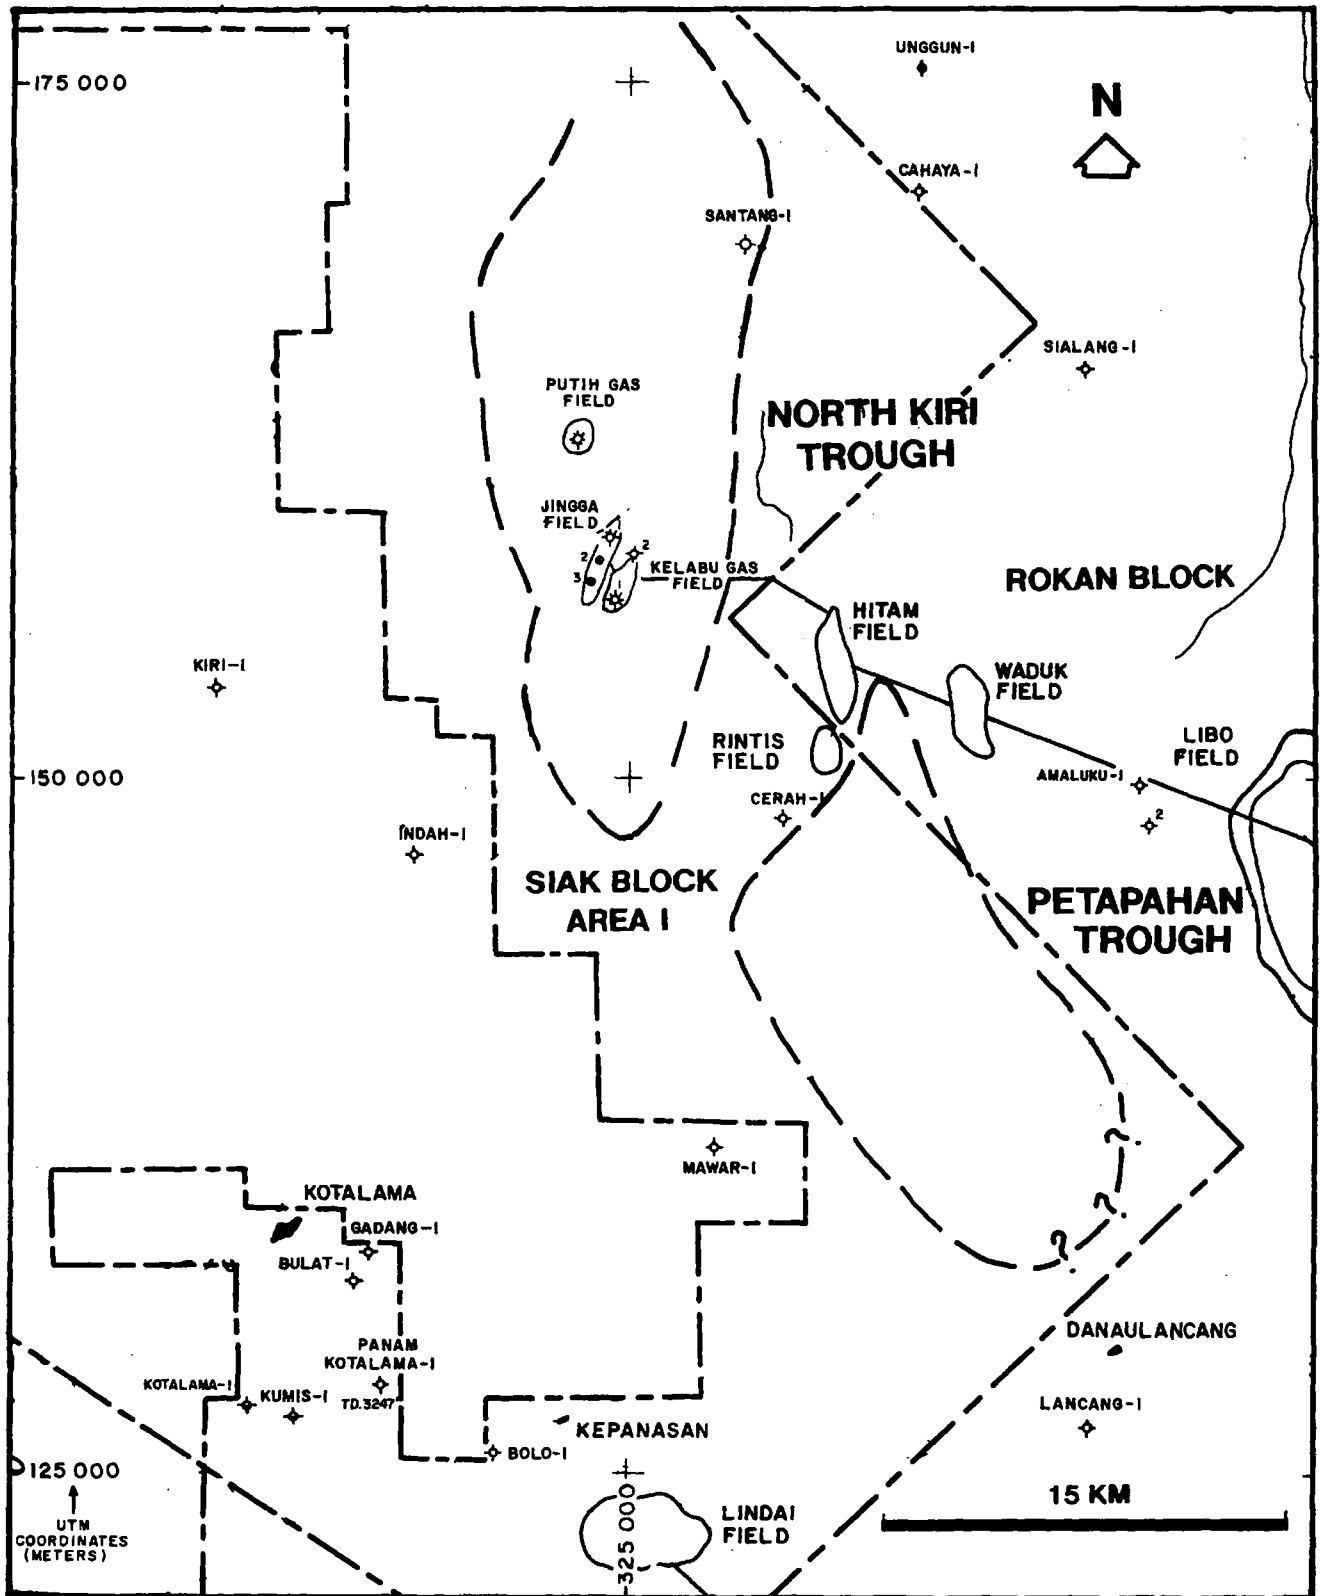 UNGGUN-1
175 000
N
CAHAYA-1
SANTANG-1
SIALANG-1
PUTIH GAS
FIELD
NORTH KIRI
TROUGH
JINGGA
FIELD
2
2
3
KELABU GAS
FIELD
ROKAN BLOCK
HITAM
FIELD
KIRI-1
WADUK
FIELD
RINTIS
FIELD
LIBO
FIELD
150 000
AMALUKU-1
CERAH-1
2
INDAH-1
SIAK BLOCK
AREA I
PETAPAHAN
TROUGH
?
MAWAR-1
KOTALAMA
?
GADANG-1
?
BULAT-1
DANAULANCANG
PANAM
KOTALAMA-1
KOTALAMA-1
KUMIS-1
TD.3247
LANCANG-1
KEPANASAN
BOLO-1
125 000
15 KM
UTM
COORDINATES
(METERS)
325 000
LINDAI
FIELD